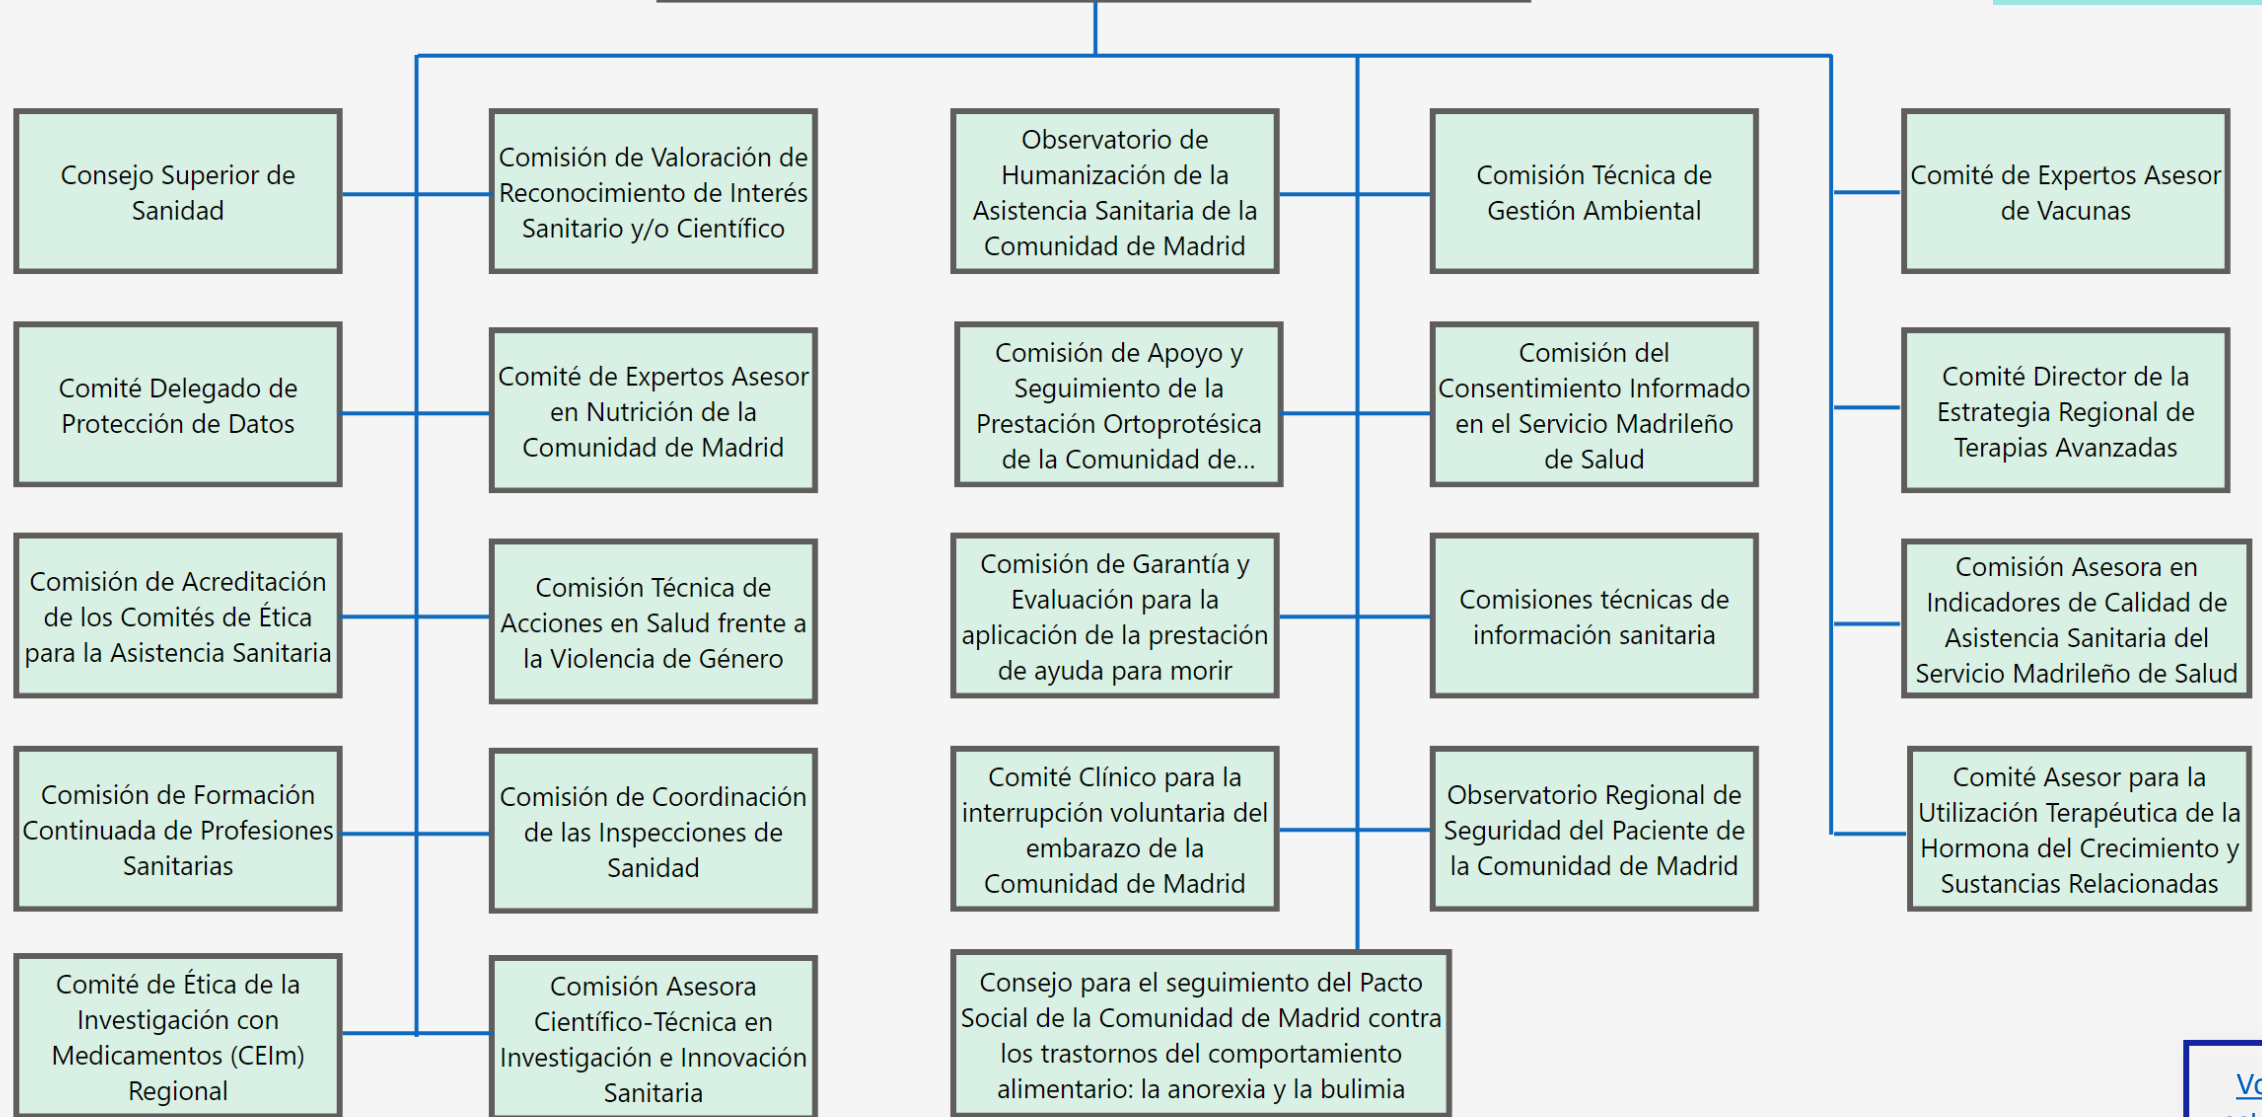 Consejo Superior de
Sanidad
Comisión de Valoración de
Reconocimiento de Interés
Sanitario y/o Científico
Observatorio de
Humanización de la
Asistencia Sanitaria de la
Comunidad de Madrid
Comisión Técnica de
Gestión Ambiental
Comité de Expertos Asesor
de Vacunas
Comité Delegado de
Protección de Datos
Comité de Expertos Asesor
en Nutrición de la
Comunidad de Madrid
Comisión de Apoyo y
Seguimiento de la
Prestación Ortoprotésica
de la Comunidad de...
Comisión del
Consentimiento Informado
en el Servicio Madrileño
de Salud
Comité Director de la
Estrategia Regional de
Terapias Avanzadas
Comisión de Acreditación
de los Comités de Ética
para la Asistencia Sanitaria
Comisión Técnica de
Acciones en Salud frente a
la Violencia de Género
Comisión de Garantía y
Evaluación para la
aplicación de la prestación
de ayuda para morir
Comisiones técnicas de
información sanitaria
Comisión Asesora en
Indicadores de Calidad de
Asistencia Sanitaria del
Servicio Madrileño de Salud
Comisión de Formación
Continuada de Profesiones
Sanitarias
Comisión de Coordinación
de las Inspecciones de
Sanidad
Comité Clínico para la
interrupción voluntaria del
embarazo de la
Comunidad de Madrid
Observatorio Regional de
Seguridad del Paciente de
la Comunidad de Madrid
Comité Asesor para la
Utilización Terapéutica de la
Hormona del Crecimiento y
Sustancias Relacionadas
Comité de Ética de la
Investigación con
Medicamentos (CEIm)
Regional
Comisión Asesora
Científico-Técnica en
Investigación e Innovación
Sanitaria
Consejo para el seguimiento del Pacto
Social de la Comunidad de Madrid contra
los trastornos del comportamiento
alimentario: la anorexia y la bulimia